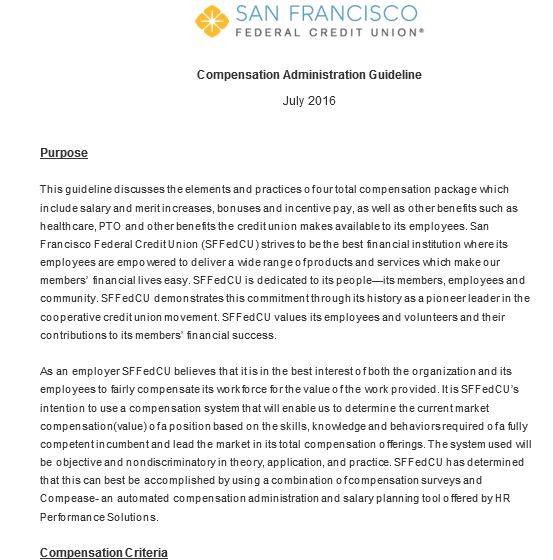 SAN FRANCISCO
FEDERAL CREDIT UNION®
Compensation Administration Guideline
July 2016
Purpose
This guideline discusses the elements and practices of our total compensation package which
include salary and merit increases, bonuses and incentive pay, as well as other benefits such as
healthcare, PTO and other benefits the credit union makes available to its employees. San
Francisco Federal Credit Union (SFFedCU) strives to be the best financial institution where its
employees are empowered to deliver a wide range of products and services which make our
members’ financial lives easy. SFFedCU is dedicated to its people—its members, employees and
community. SFFedCU demonstrates this commitment through its history as a pioneer leader in the
cooperative credit union movement. SFFedCU values its employees and volunteers and their
contributions to its members’ financial success.
As an employer SFFedCU believes that it is in the best interest of both the organization and its
employees to fairly compensate its workforce for the value of the work provided. It is SFFedCU’s
intention to use a compensation system that will enable us to determine the current market
compensation(value) of a position based on the skills, knowledge and behaviors required of a fully
competent incumbent and lead the market in its total compensation offerings. The system used will
be objective and nondiscriminatory in theory, application, and practice. SFFedCU has determined
that this can best be accomplished by using a combination of compensation surveys and
Compease- an automated compensation administration and salary planning tool offered by HR
Performance Solutions.
Compensation Criteria